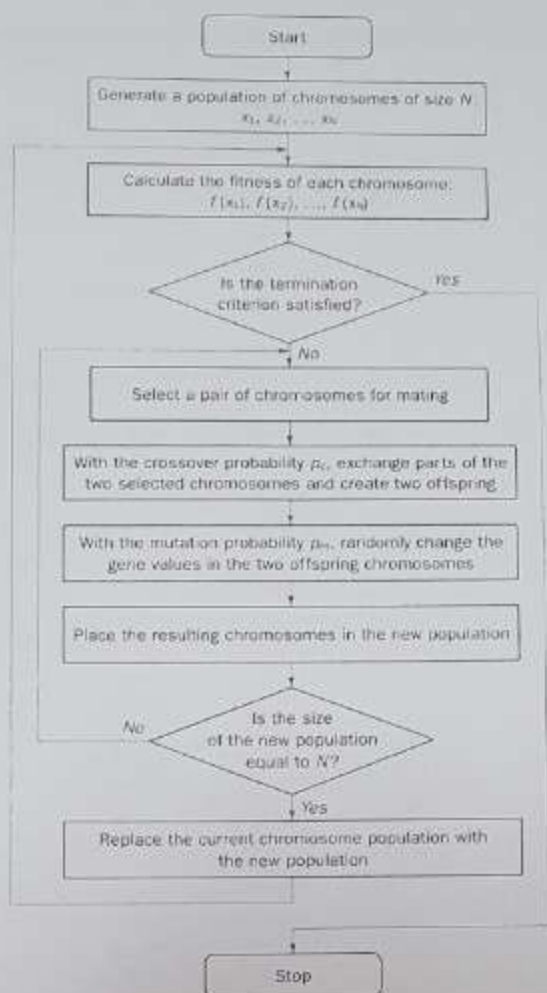 Start
Generate a population of chromosomes of size N:
x₁, x₂, ..., x_N
Calculate the fitness of each chromosome:
f(x₁), f(x₂), ..., f(x_N)
Is the termination
criterion satisfied?
Yes
No
Select a pair of chromosomes for mating
With the crossover probability p_c, exchange parts of the
two selected chromosomes and create two offspring
With the mutation probability p_m, randomly change the
gene values in the two offspring chromosomes
Place the resulting chromosomes in the new population
No
Is the size
of the new population
equal to N?
Yes
Replace the current chromosome population with
the new population
Stop